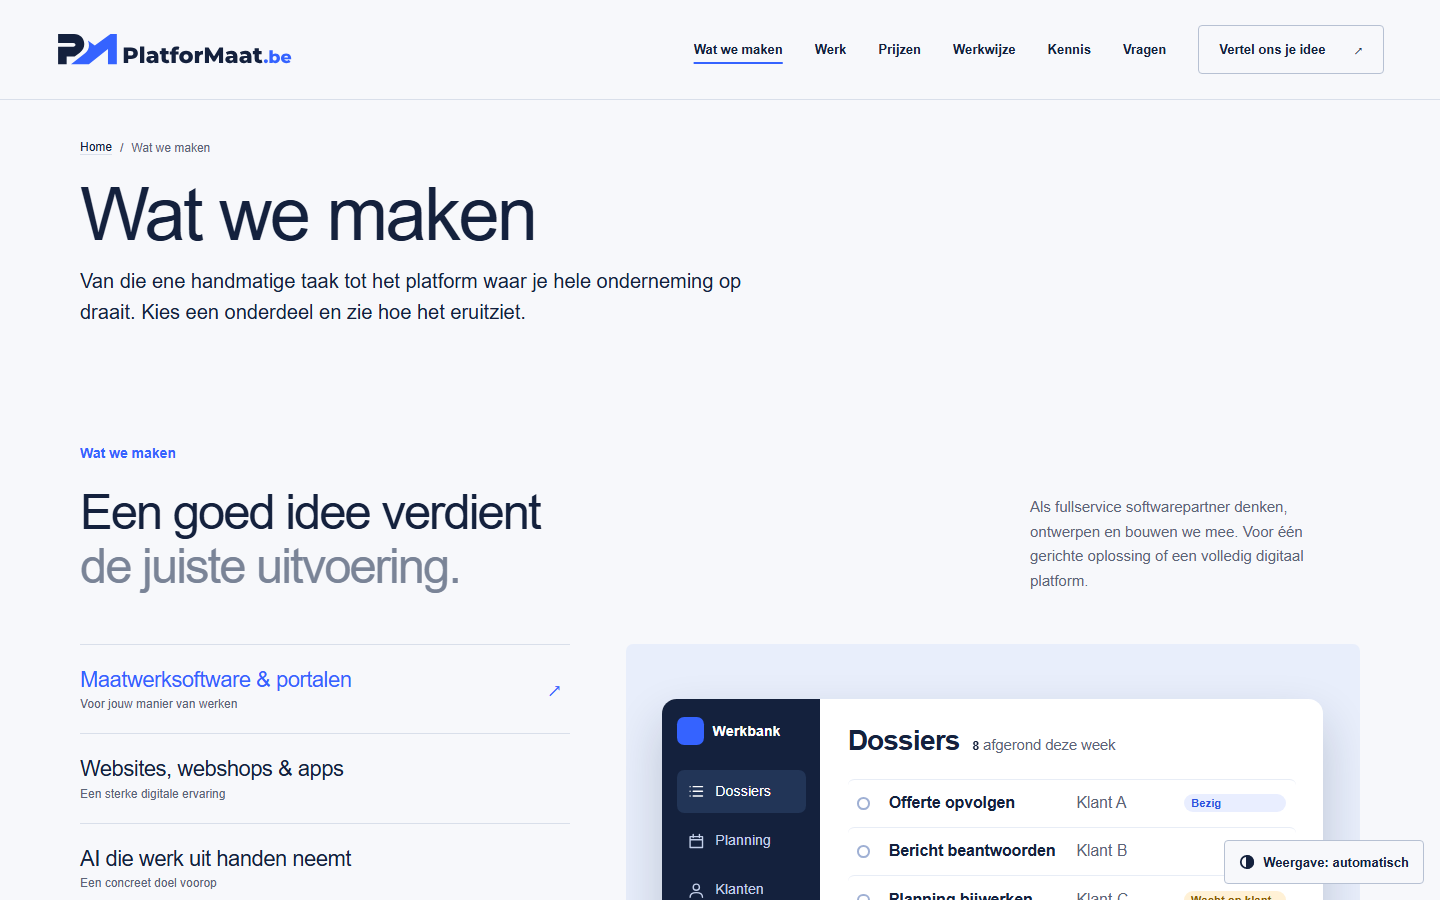 PlatforMaat.be
Wat we maken
Werk
Prijzen
Werkwijze
Kennis
Vragen
Vertel ons je idee ↗
Home / Wat we maken
Wat we maken
Van die ene handmatige taak tot het platform waar je hele onderneming op
draait. Kies een onderdeel en zie hoe het eruitziet.
Wat we maken
Een goed idee verdient
de juiste uitvoering.
Als fullservice softwarepartner denken,
ontwerpen en bouwen we mee. Voor één
gerichte oplossing of een volledig digitaal
platform.
Maatwerksoftware & portalen ↗
Voor jouw manier van werken
Websites, webshops & apps
Een sterke digitale ervaring
AI die werk uit handen neemt
Een concreet doel voorop
Werkbank
Dossiers
Planning
Klanten
Dossiers 8 afgerond deze week
Offerte opvolgen Klant A Bezig
Bericht beantwoorden Klant B
Planning bijwerken Klant C Wacht op klant
Weergave: automatisch